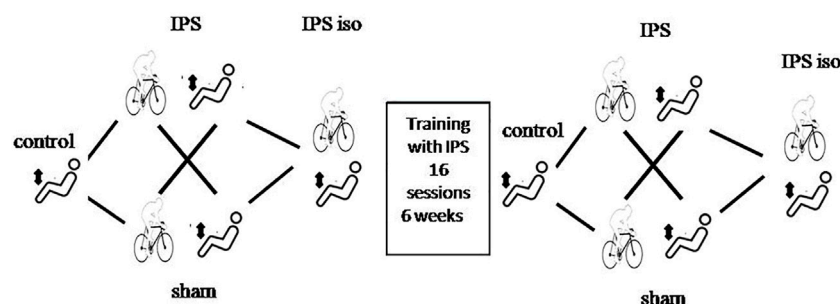 IPS
IPS iso
control
sham
Training
with IPS
16
sessions
6 weeks
IPS
IPS iso
control
sham